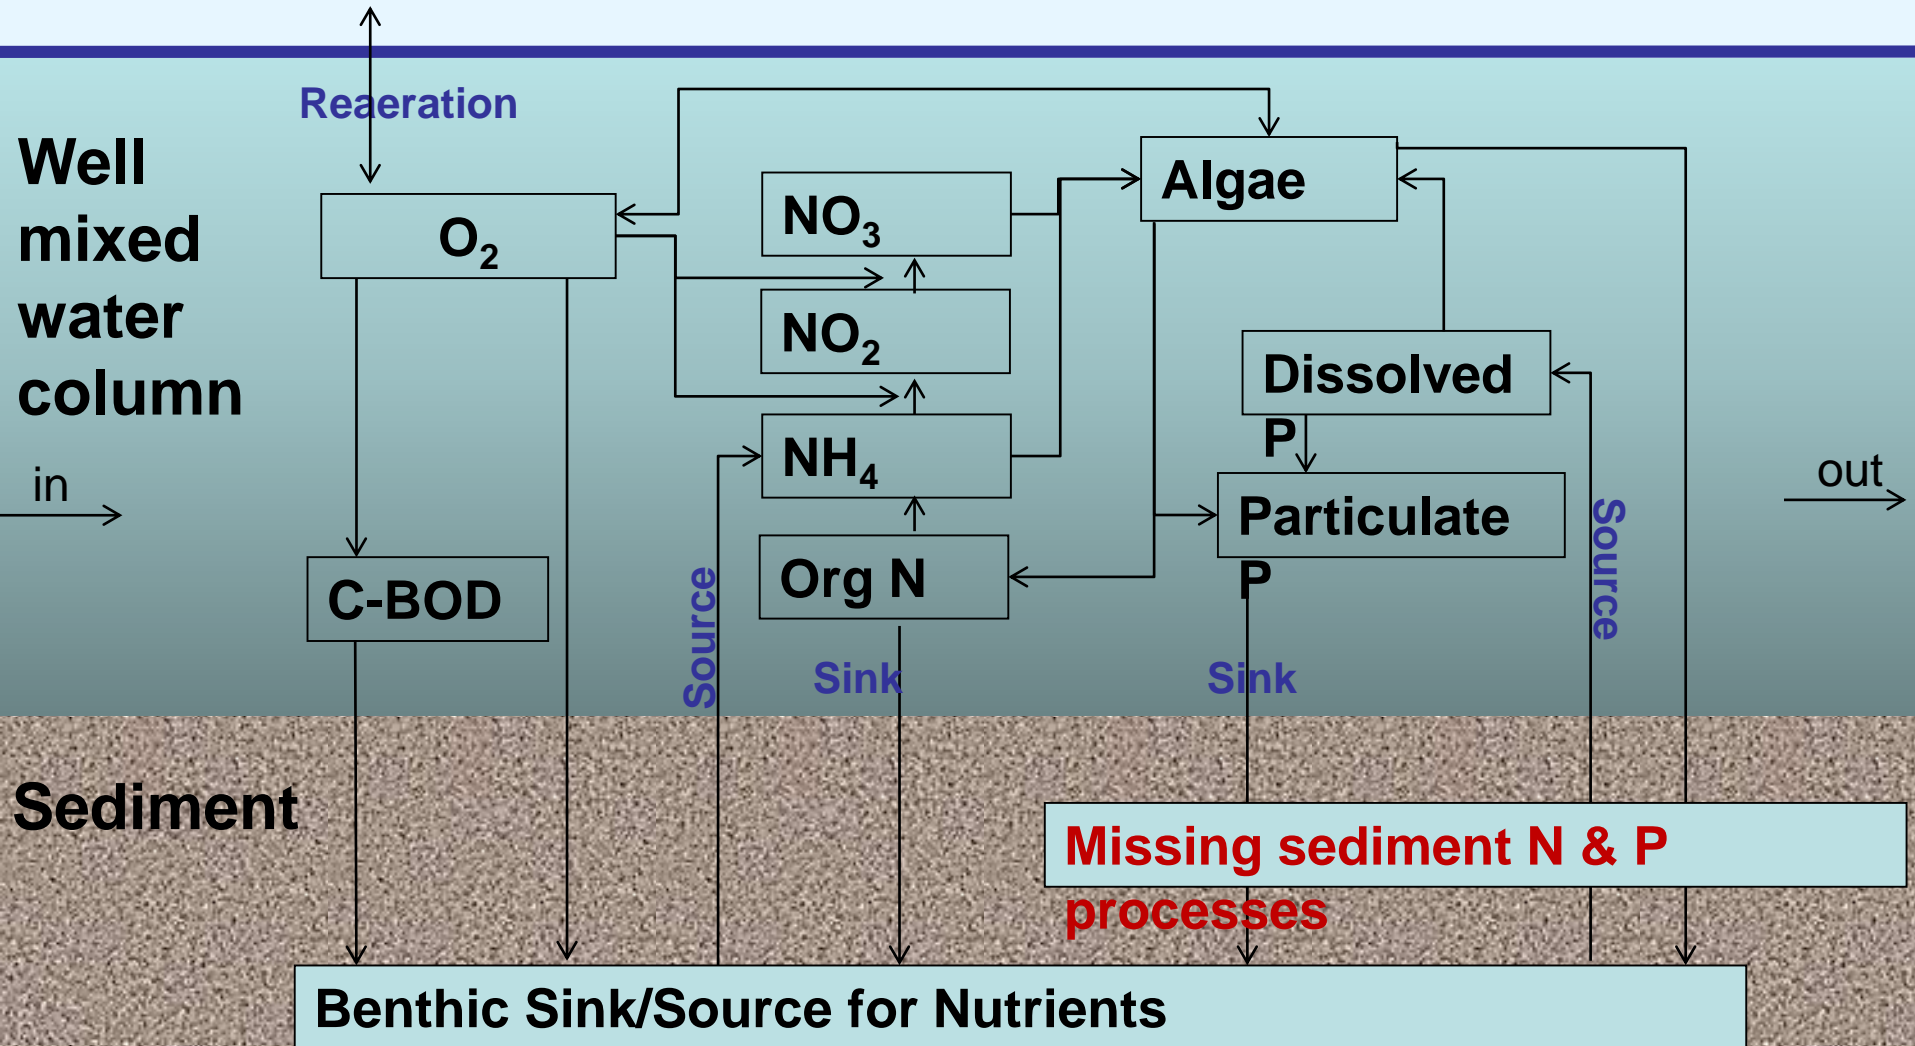 Reaeration
Well
mixed
water
column
O₂
NO₃
NO₂
NH₄
Org N
C-BOD
Algae
Dissolved
P
Particulate
P
in
out
Source
Sink
Sink
Source
Sediment
Missing sediment N & P
processes
Benthic Sink/Source for Nutrients